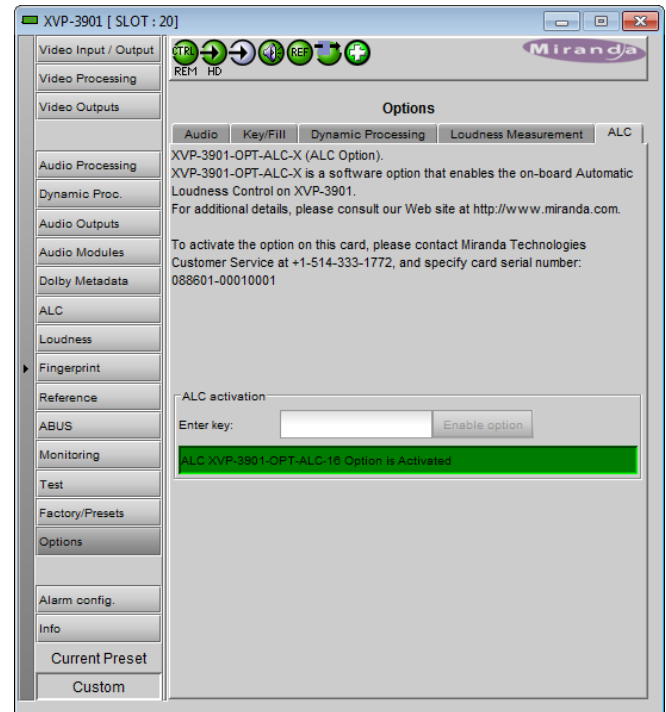 XVP-3901 [ SLOT : 20]
Video Input / Output
Video Processing
Video Outputs
Audio Processing
Dynamic Proc.
Audio Outputs
Audio Modules
Dolby Metadata
ALC
Loudness
Fingerprint
Reference
ABUS
Monitoring
Test
Factory/Presets
Options
Alarm config.
Info
Current Preset
Custom
CTRL
REF
REM HD
Miranda
Options
Audio Key/Fill Dynamic Processing Loudness Measurement ALC
XVP-3901-OPT-ALC-X (ALC Option).
XVP-3901-OPT-ALC-X is a software option that enables the on-board Automatic
Loudness Control on XVP-3901.
For additional details, please consult our Web site at http://www.miranda.com.
To activate the option on this card, please contact Miranda Technologies
Customer Service at +1-514-333-1772, and specify card serial number:
088601-00010001
ALC activation
Enter key: Enable option
ALC XVP-3901-OPT-ALC-16 Option is Activated